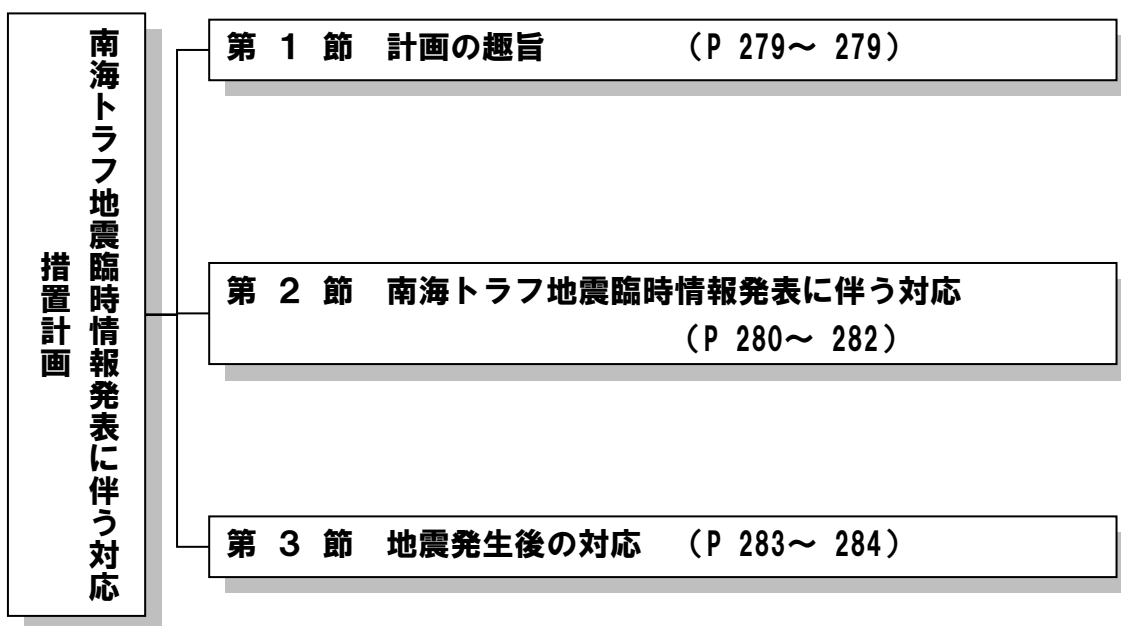 南海トラフ地震臨時情報発表に伴う対応
措置計画
第 1 節 計画の趣旨 (P 279～ 279)
第 2 節 南海トラフ地震臨時情報発表に伴う対応
(P 280～ 282)
第 3 節 地震発生後の対応 (P 283～ 284)